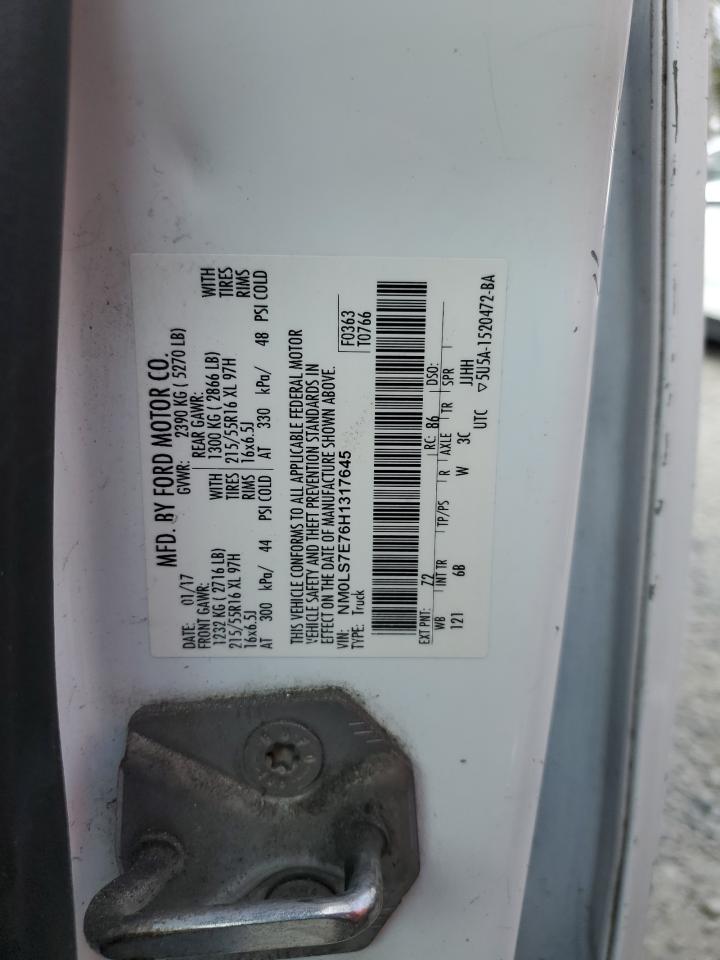 MFD. BY FORD MOTOR CO.
DATE: 01/17 GVWR: 2390 KG ( 5270 LB)
FRONT GAWR: REAR GAWR:
1232 KG ( 2716 LB) WITH 1300 KG ( 2866 LB) WITH
215/55R16 XL 97H TIRES 215/55R16 XL 97H TIRES
16x6.5J RIMS 16x6.5J RIMS
AT 300 kPa/ 44 PSI COLD AT 330 kPa/ 48 PSI COLD
THIS VEHICLE CONFORMS TO ALL APPLICABLE FEDERAL MOTOR
VEHICLE SAFETY AND THEFT PREVENTION STANDARDS IN
EFFECT ON THE DATE OF MANUFACTURE SHOWN ABOVE.
VIN: NM0LS7E76H1317645 F0363
TYPE: Truck T0766
EXT PNT: Z2 RC: 86 DSO:
WB INT TR TP/PS R AXLE TR SPR
121 6B W 3C JJHH
UTC ▽5U5A-1520472-BA